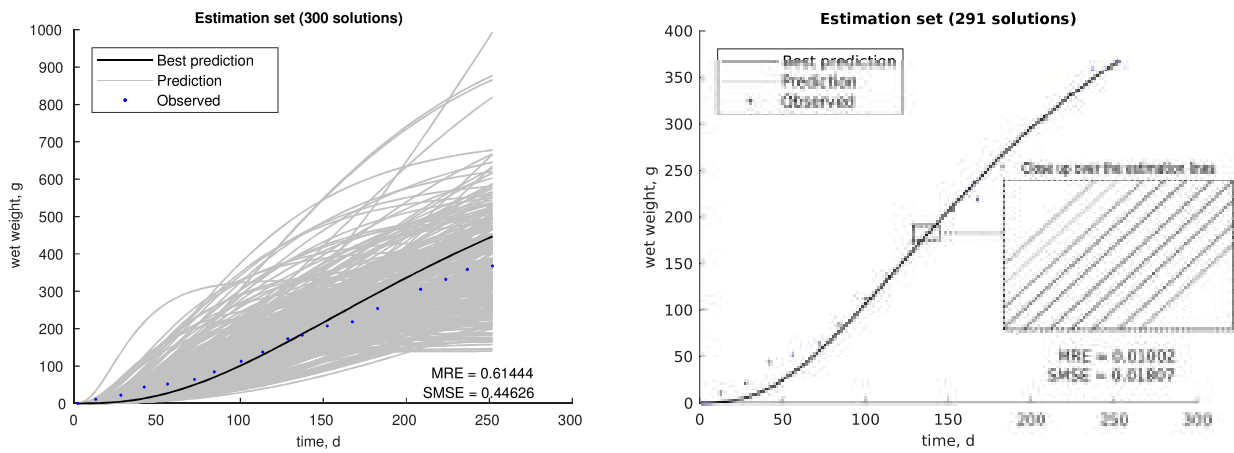 Estimation set (300 solutions)
1000
900
800
700
600
500
400
300
200
100
0
wet weight, g
Best prediction
Prediction
Observed
MRE = 0.61444
SMSE = 0.44626
0
50
100
150
200
250
300
time, d
Estimation set (291 solutions)
400
350
300
250
200
150
100
50
0
wet weight, g
Best prediction
Prediction
Observed
Close up over the estimation lines
MRE = 0.01002
SMSE = 0.01807
0
50
100
150
200
250
300
time, d